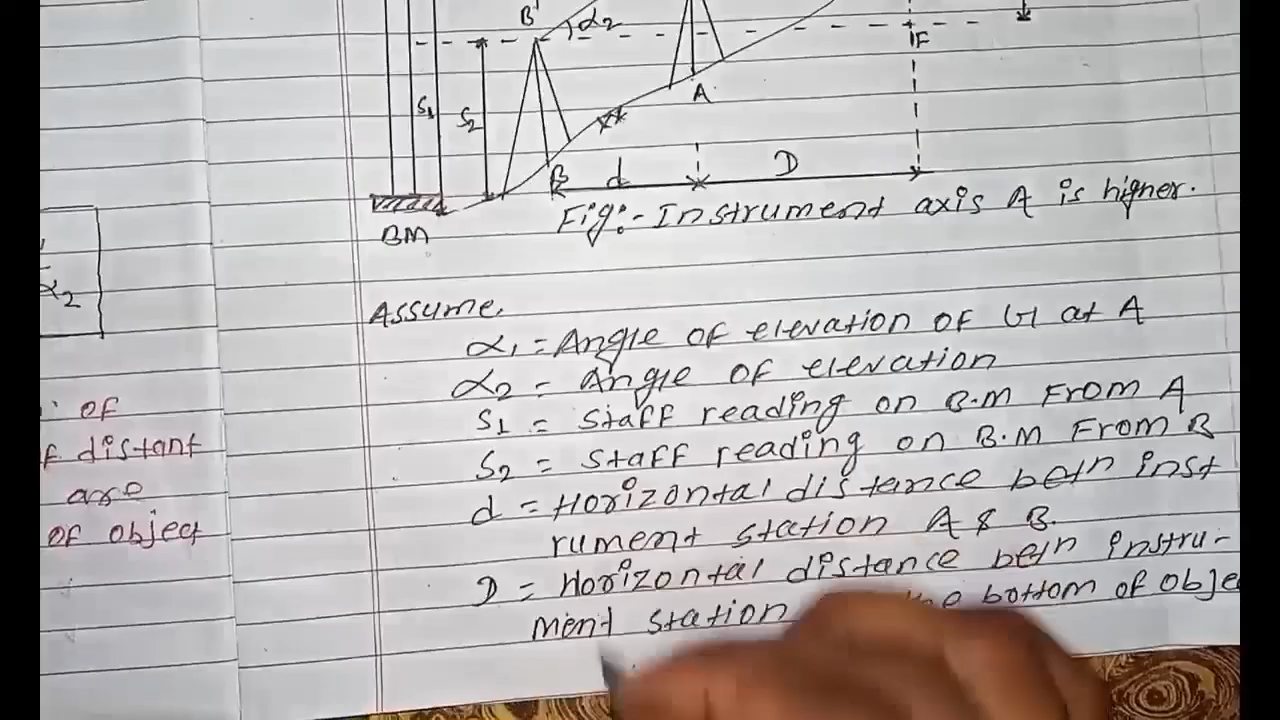 B'
α2
F
S1
S2
A
B
d
D
Fig:- Instrument axis A is higher.
BM
α2
Assume,
α1 = Angle of elevation of G at A
α2 = Angle of elevation
S1 = Staff reading on B.M From A
S2 = Staff reading on B.M From B
d = Horizontal distance betn inst
rument station A & B.
D = Horizontal distance betn instru-
ment station the bottom of obje
of
f distant
are
of object